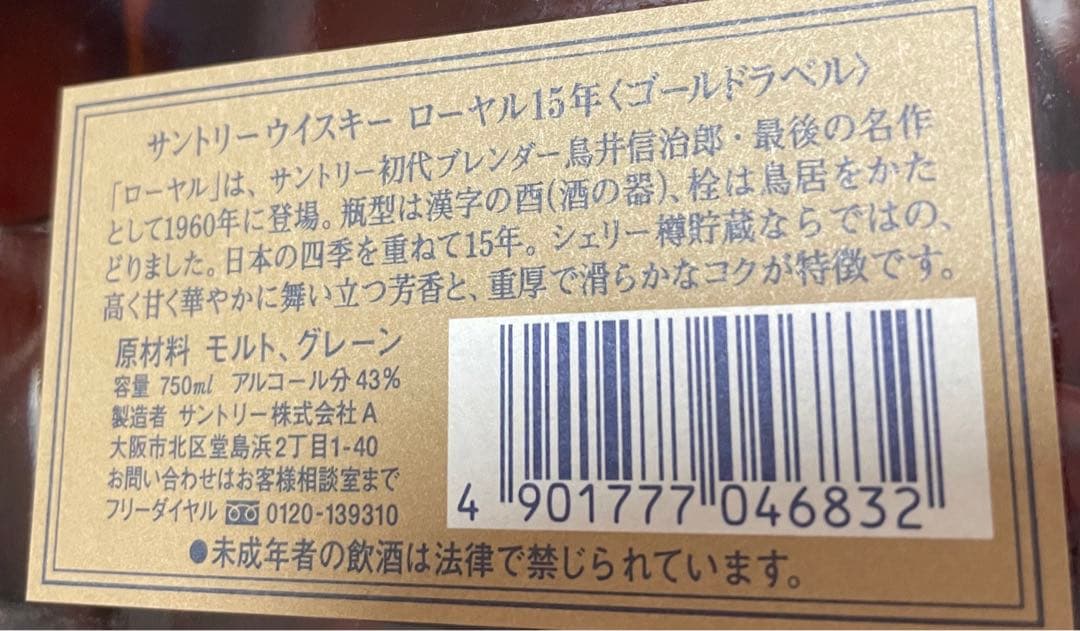 サントリーウイスキー ローヤル15年〈ゴールドラベル〉
「ローヤル」は、サントリー初代ブレンダー鳥井信治郎・最後の名作
として1960年に登場。瓶型は漢字の酉(酒の器)、栓は鳥居をかた
どりました。日本の四季を重ねて15年。シェリー樽貯蔵ならではの、
高く甘く華やかに舞い立つ芳香と、重厚で滑らかなコクが特徴です。
原材料 モルト、グレーン
容量 750ml アルコール分43%
製造者 サントリー株式会社A
大阪市北区堂島浜2丁目1-40
お問い合わせはお客様相談室まで
フリーダイヤル 0120-139310
4 901777 046832
●未成年者の飲酒は法律で禁じられています。